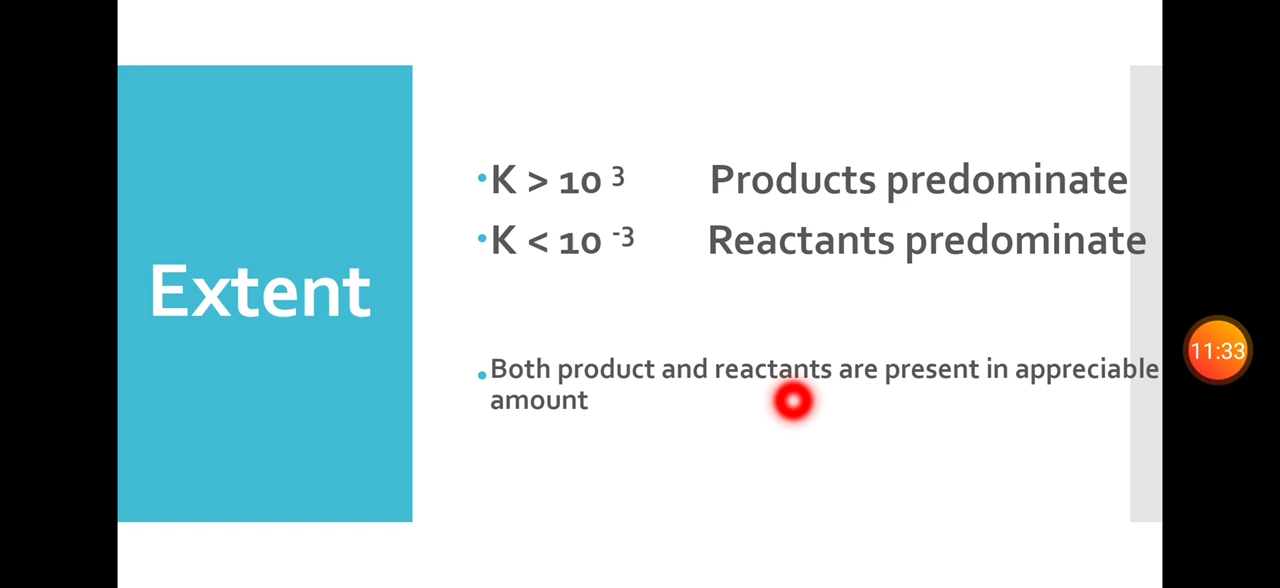 Extent
•K > 10 3 Products predominate
•K < 10 -3 Reactants predominate
•Both product and reactants are present in appreciable
amount
11:33